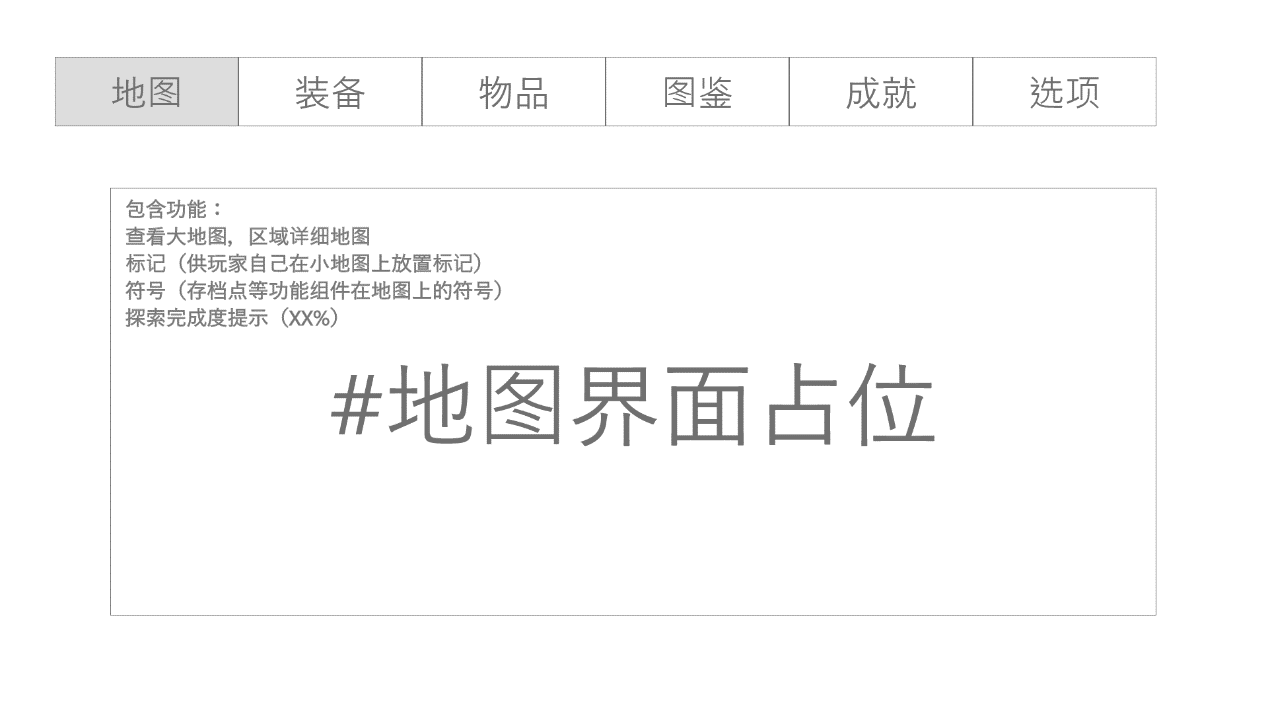 地图 装备 物品 图鉴 成就 选项
包含功能：
查看大地图，区域详细地图
标记（供玩家自己在小地图上放置标记）
符号（存档点等功能组件在地图上的符号）
探索完成度提示（XX%）
#地图界面占位